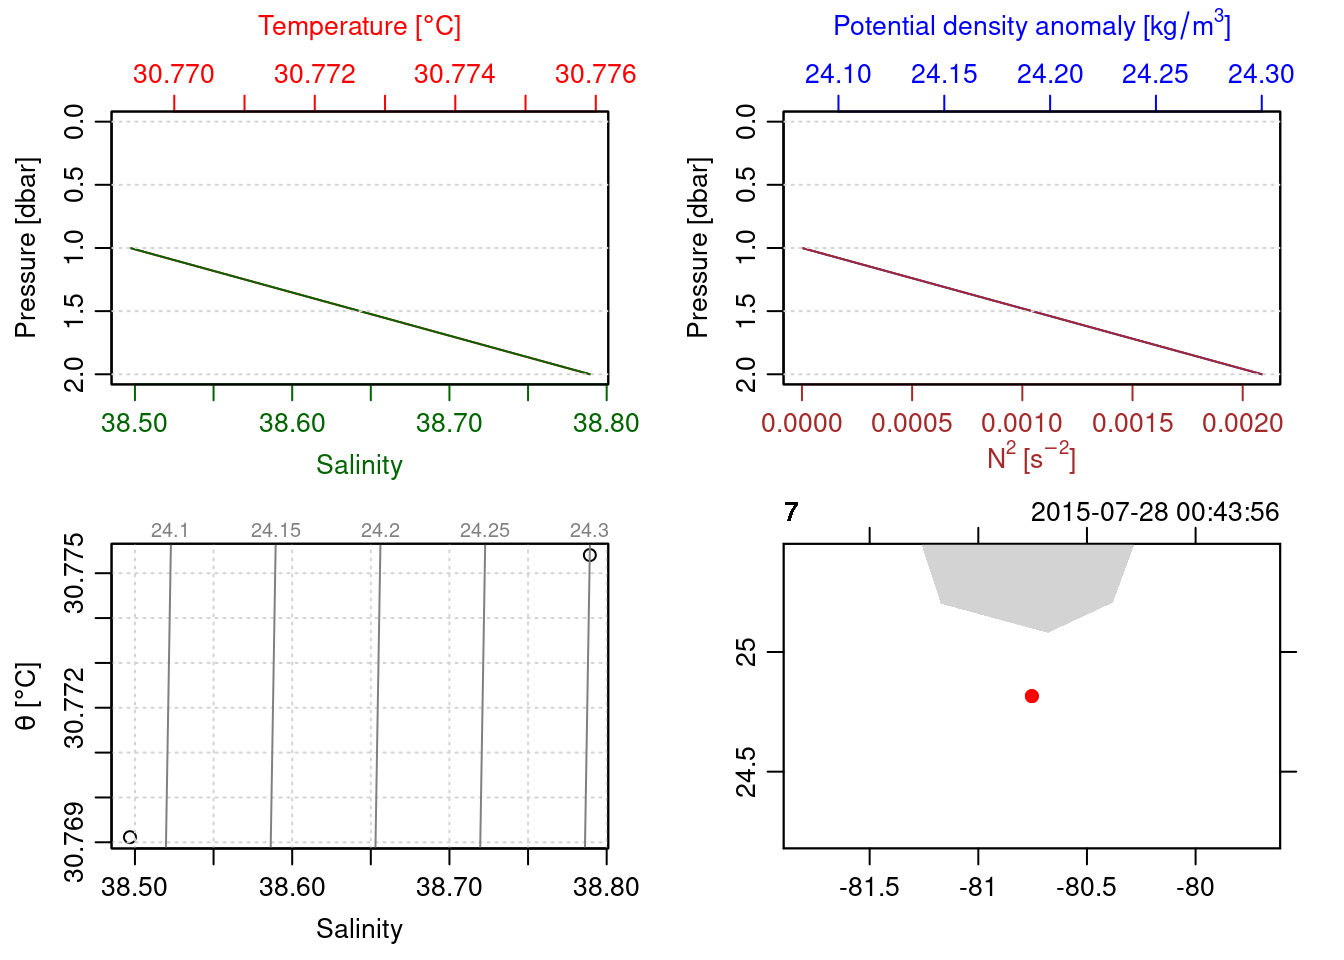 Temperature [°C]
30.770 30.772 30.774 30.776
Pressure [dbar]
0.0
0.5
1.0
1.5
2.0
38.50 38.60 38.70 38.80
Salinity
Potential density anomaly [kg/m³]
24.10 24.15 24.20 24.25 24.30
Pressure [dbar]
0.0
0.5
1.0
1.5
2.0
0.0000 0.0005 0.0010 0.0015 0.0020
N² [s⁻²]
24.1 24.15 24.2 24.25 24.3
θ [°C]
30.775
30.772
30.769
38.50 38.60 38.70 38.80
Salinity
7 2015-07-28 00:43:56
25
24.5
-81.5 -81 -80.5 -80